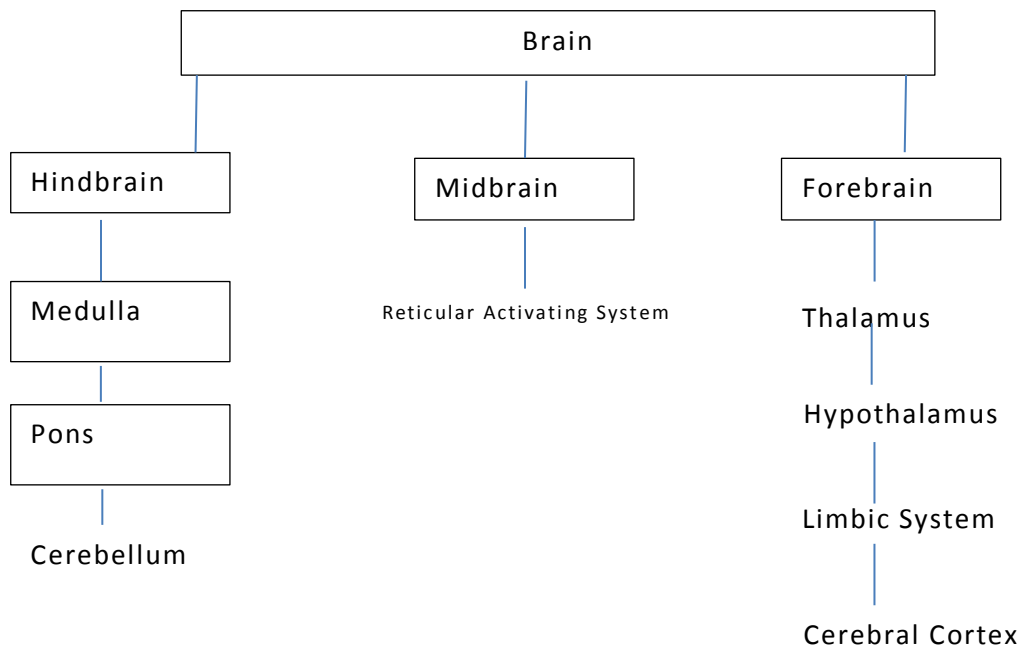 Brain
Hindbrain
Midbrain
Forebrain
Medulla
Reticular Activating System
Thalamus
Hypothalamus
Pons
Limbic System
Cerebellum
Cerebral Cortex